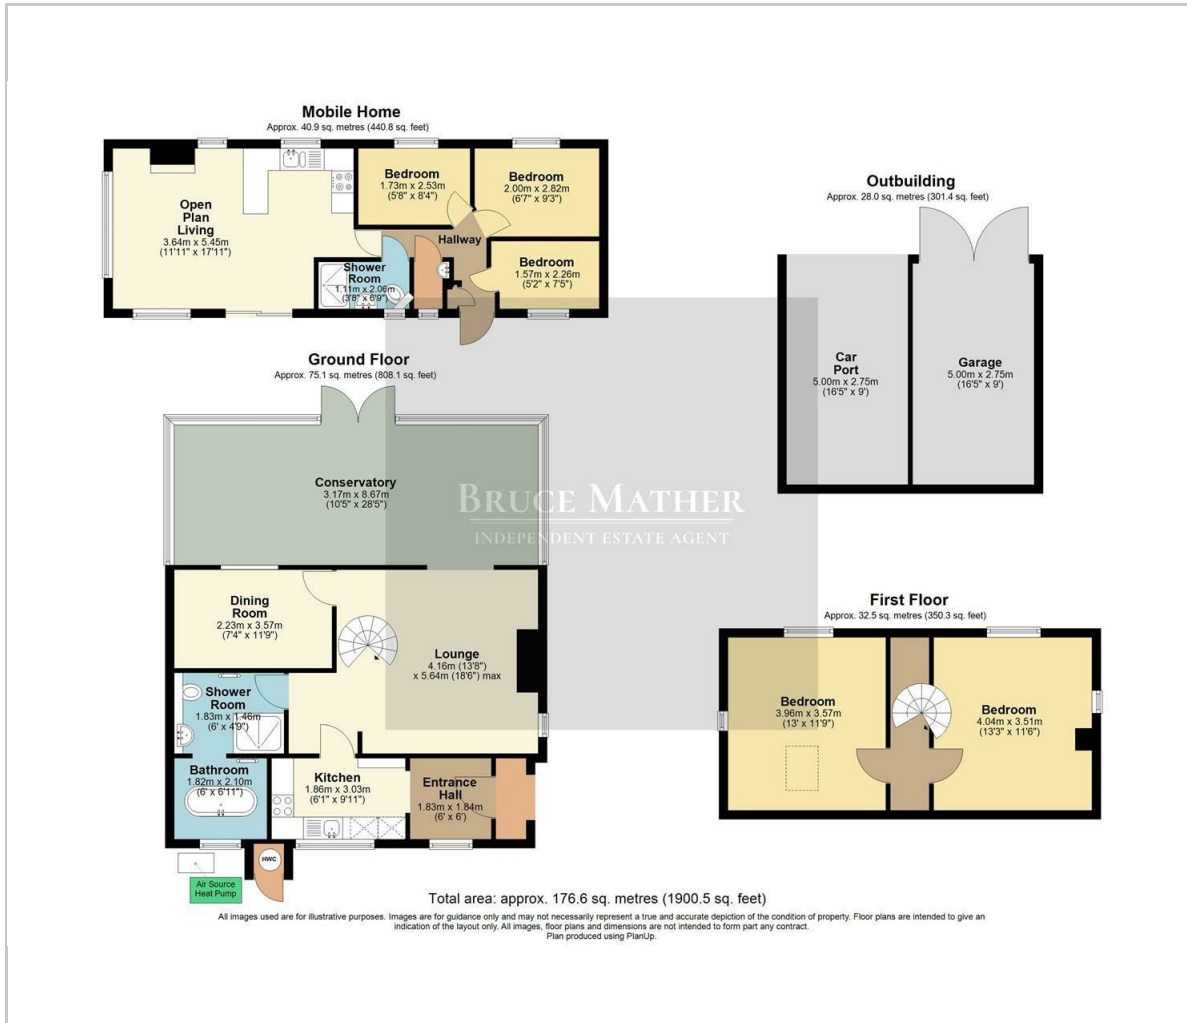 Mobile Home
Approx. 40.9 sq. metres (440.8 sq. feet)
Open
Plan
Living
3.64m x 5.45m
(11'11" x 17'11")
Bedroom
1.73m x 2.53m
(5'8" x 8'4")
Bedroom
2.00m x 2.82m
(6'7" x 9'3")
Hallway
Bedroom
1.57m x 2.26m
(5'2" x 7'5")
Shower
Room
1.11m x 2.06m
(3'8" x 6'9")
Outbuilding
Approx. 28.0 sq. metres (301.4 sq. feet)
Car
Port
5.00m x 2.75m
(16'5" x 9')
Garage
5.00m x 2.75m
(16'5" x 9')
Ground Floor
Approx. 75.1 sq. metres (808.1 sq. feet)
Conservatory
3.17m x 8.67m
(10'5" x 28'5")
BRUCE MATHER
INDEPENDENT ESTATE AGENT
Dining
Room
2.23m x 3.57m
(7'4" x 11'9")
Lounge
4.16m (13'8")
x 5.64m (18'6") max
Shower
Room
1.83m x 1.46m
(6' x 4'9")
Bathroom
1.82m x 2.10m
(6' x 6'11")
Kitchen
1.86m x 3.03m
(6'1" x 9'11")
Entrance
Hall
1.83m x 1.84m
(6' x 6')
HWC
Air Source
Heat Pump
First Floor
Approx. 32.5 sq. metres (350.3 sq. feet)
Bedroom
3.96m x 3.57m
(13' x 11'9")
Bedroom
4.04m x 3.51m
(13'3" x 11'6")
Total area: approx. 176.6 sq. metres (1900.5 sq. feet)
All images used are for illustrative purposes. Images are for guidance only and may not necessarily represent a true and accurate depiction of the condition of property. Floor plans are intended to give an
indication of the layout only. All images, floor plans and dimensions are not intended to form part any contract.
Plan produced using PlanUp.